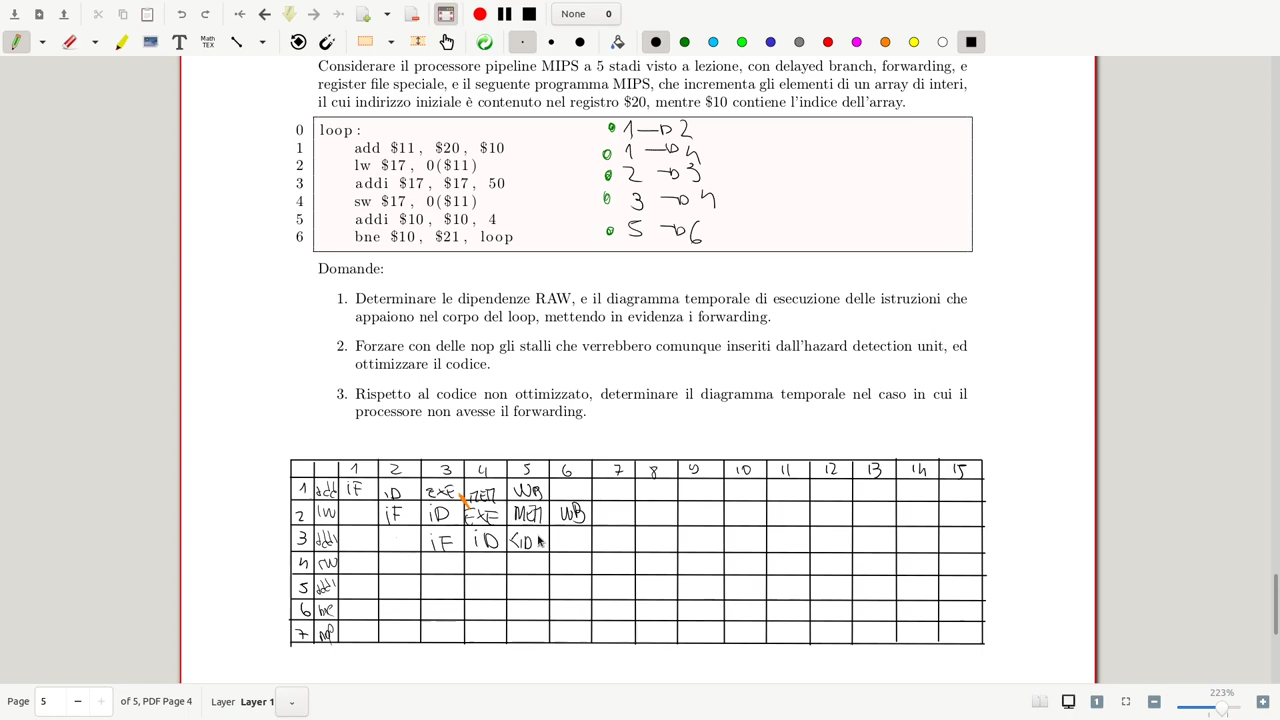 None 0
Math
TEX
Considerare il processore pipeline MIPS a 5 stadi visto a lezione, con delayed branch, forwarding, e
register file speciale, e il seguente programma MIPS, che incrementa gli elementi di un array di interi,
il cui indirizzo iniziale è contenuto nel registro $20, mentre $10 contiene l'indice dell'array.
0 loop:
1 add $11, $20, $10
2 lw $17, 0($11)
3 addi $17, $17, 50
4 sw $17, 0($11)
5 addi $10, $10, 4
6 bne $10, $21, loop
1 → 2
1 → 4
2 → 3
3 → 4
5 → 6
Domande:
1. Determinare le dipendenze RAW, e il diagramma temporale di esecuzione delle istruzioni che
appaiono nel corpo del loop, mettendo in evidenza i forwarding.
2. Forzare con delle nop gli stalli che verrebbero comunque inseriti dall'hazard detection unit, ed
ottimizzare il codice.
3. Rispetto al codice non ottimizzato, determinare il diagramma temporale nel caso in cui il
processore non avesse il forwarding.
1 2 3 4 5 6 7 8 9 10 11 12 13 14 15
1 add iF iD EXE MEM WB
2 lw iF iD EXE MEM WB
3 addi iF iD <iD
4 sw
5 addi
6 bne
7 nop
Page 5 of 5, PDF Page 4 Layer Layer 1 223%